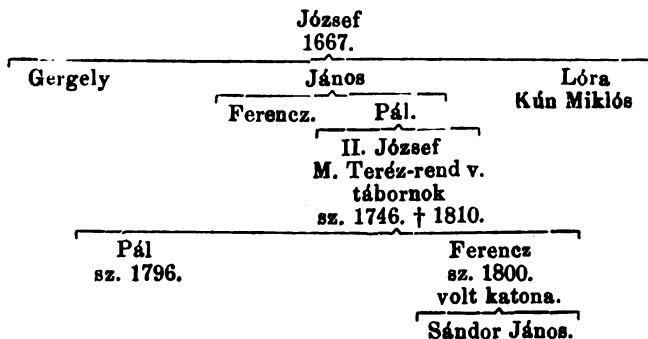 József
1667.
Gergely János Lóra
Kún Miklós
Ferencz. Pál.
II. József
M. Teréz-rend v.
tábornok
sz. 1746. † 1810.
Pál Ferencz
sz. 1796. sz. 1800.
volt katona.
Sándor János.